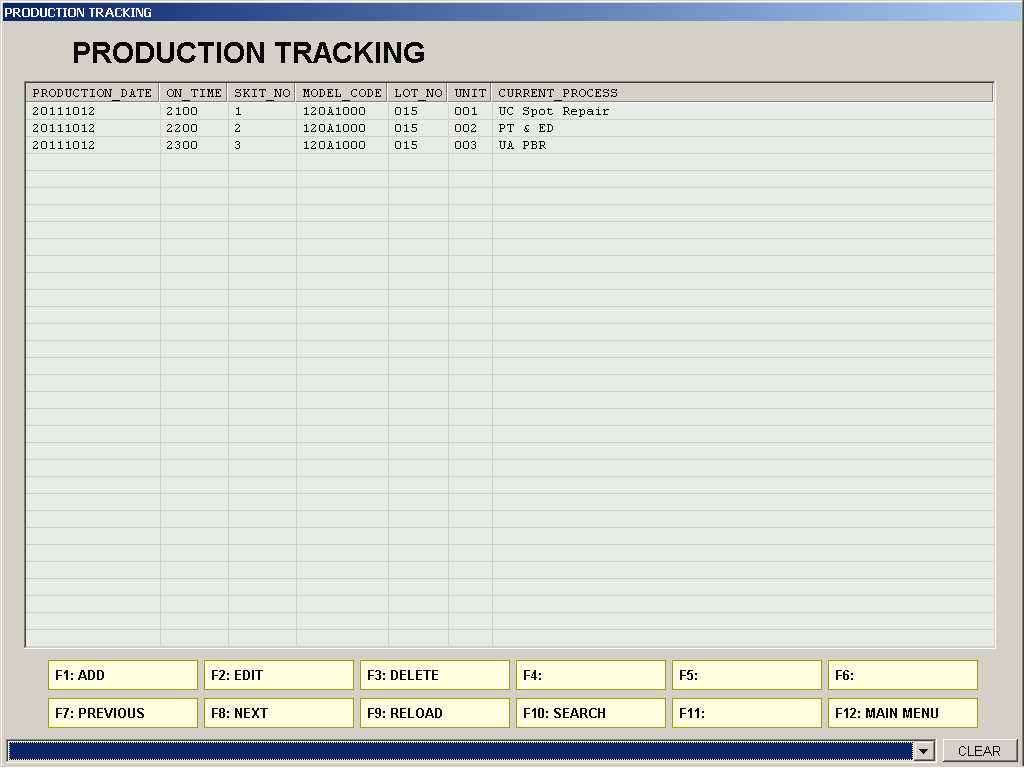 PRODUCTION TRACKING
PRODUCTION TRACKING
PRODUCTION_DATE ON_TIME SKIT_NO MODEL_CODE LOT_NO UNIT CURRENT_PROCESS
20111012 2100 1 120A1000 015 001 UC Spot Repair
20111012 2200 2 120A1000 015 002 PT & ED
20111012 2300 3 120A1000 015 003 UA PBR
F1: ADD F2: EDIT F3: DELETE F4: F5: F6:
F7: PREVIOUS F8: NEXT F9: RELOAD F10: SEARCH F11: F12: MAIN MENU
CLEAR